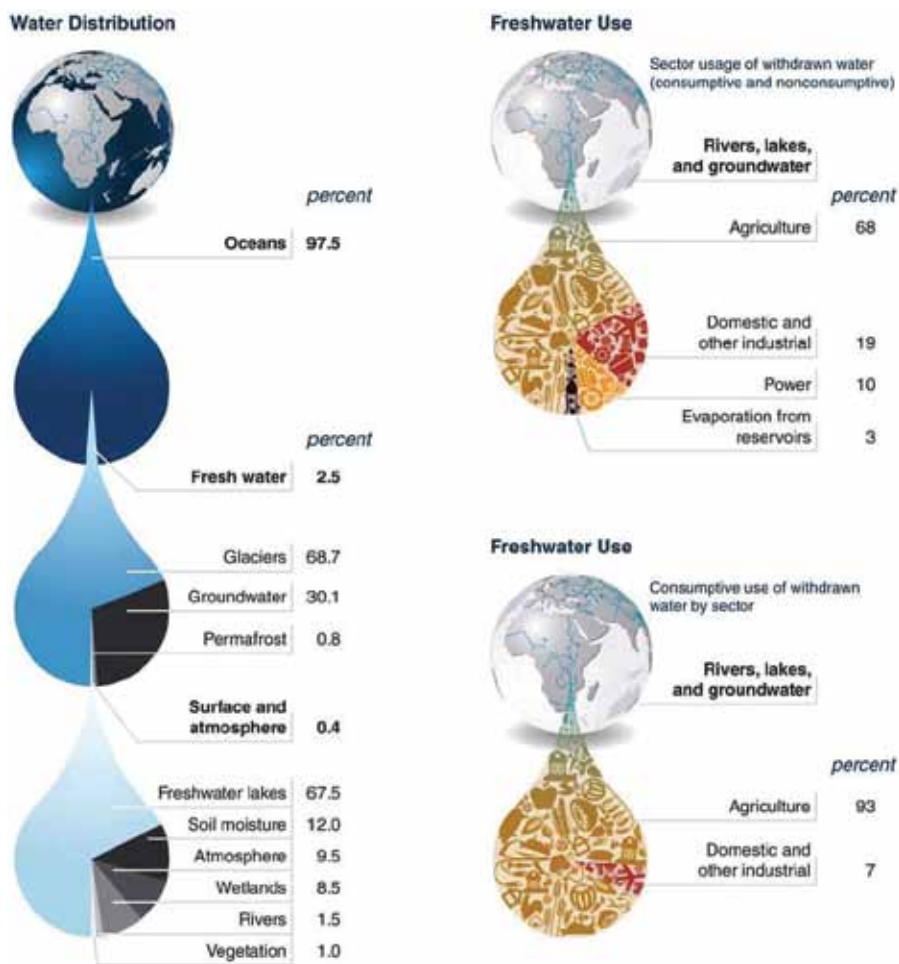 Water Distribution
percent
Oceans 97.5
percent
Fresh water 2.5
Glaciers 68.7
Groundwater 30.1
Permafrost 0.8
Surface and
atmosphere 0.4
Freshwater lakes 67.5
Soil moisture 12.0
Atmosphere 9.5
Wetlands 8.5
Rivers 1.5
Vegetation 1.0
Freshwater Use
Sector usage of withdrawn water
(consumptive and nonconsumptive)
Rivers, lakes,
and groundwater
percent
Agriculture 68
Domestic and
other industrial 19
Power 10
Evaporation from
reservoirs 3
Freshwater Use
Consumptive use of withdrawn
water by sector
Rivers, lakes,
and groundwater
percent
Agriculture 93
Domestic and
other industrial 7